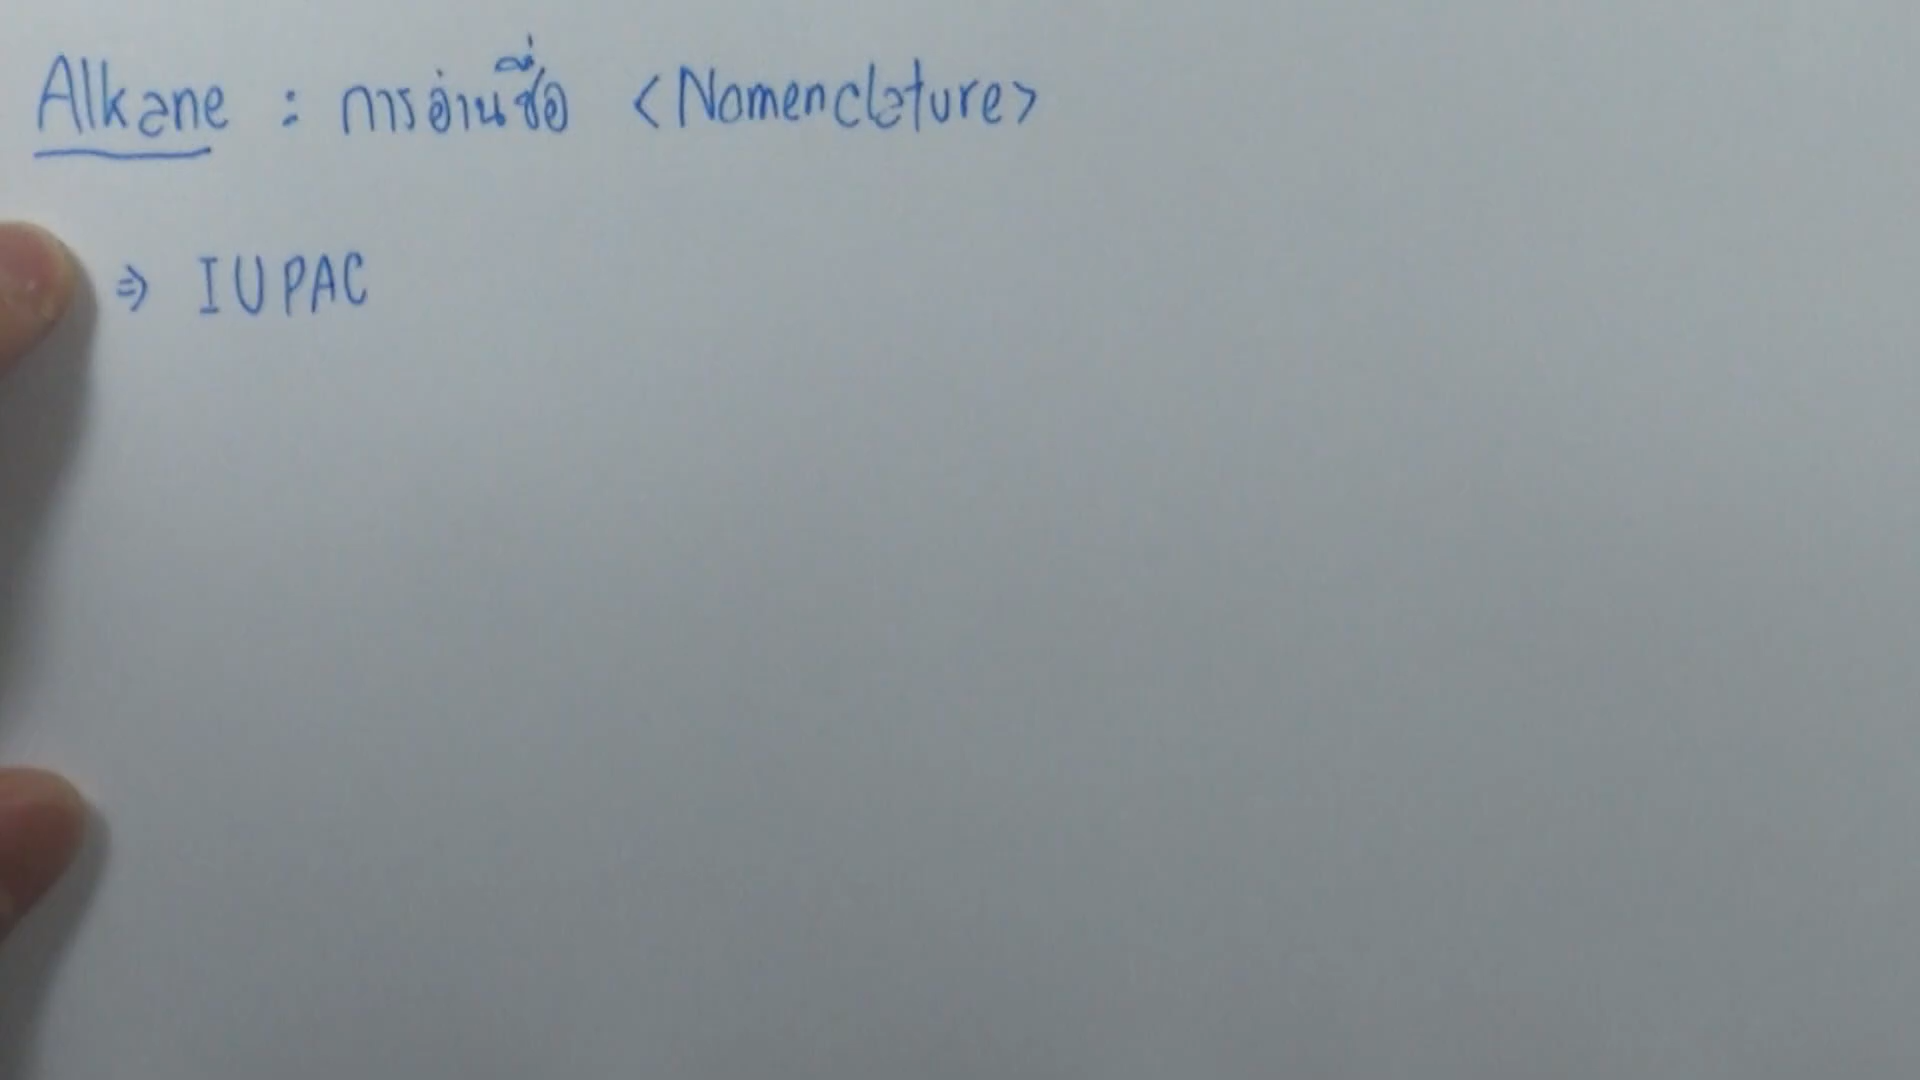 Alkane : การอ่านชื่อ <Nomenclature>
⇒ IUPAC